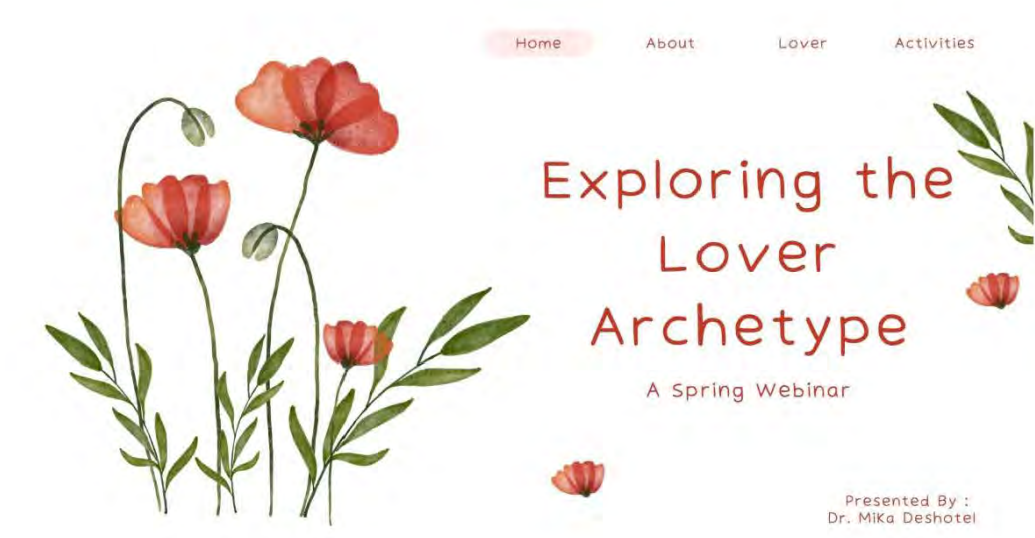 Home About Lover Activities
Exploring the
Lover
Archetype
A Spring Webinar
Presented By :
Dr. Mika Deshotel